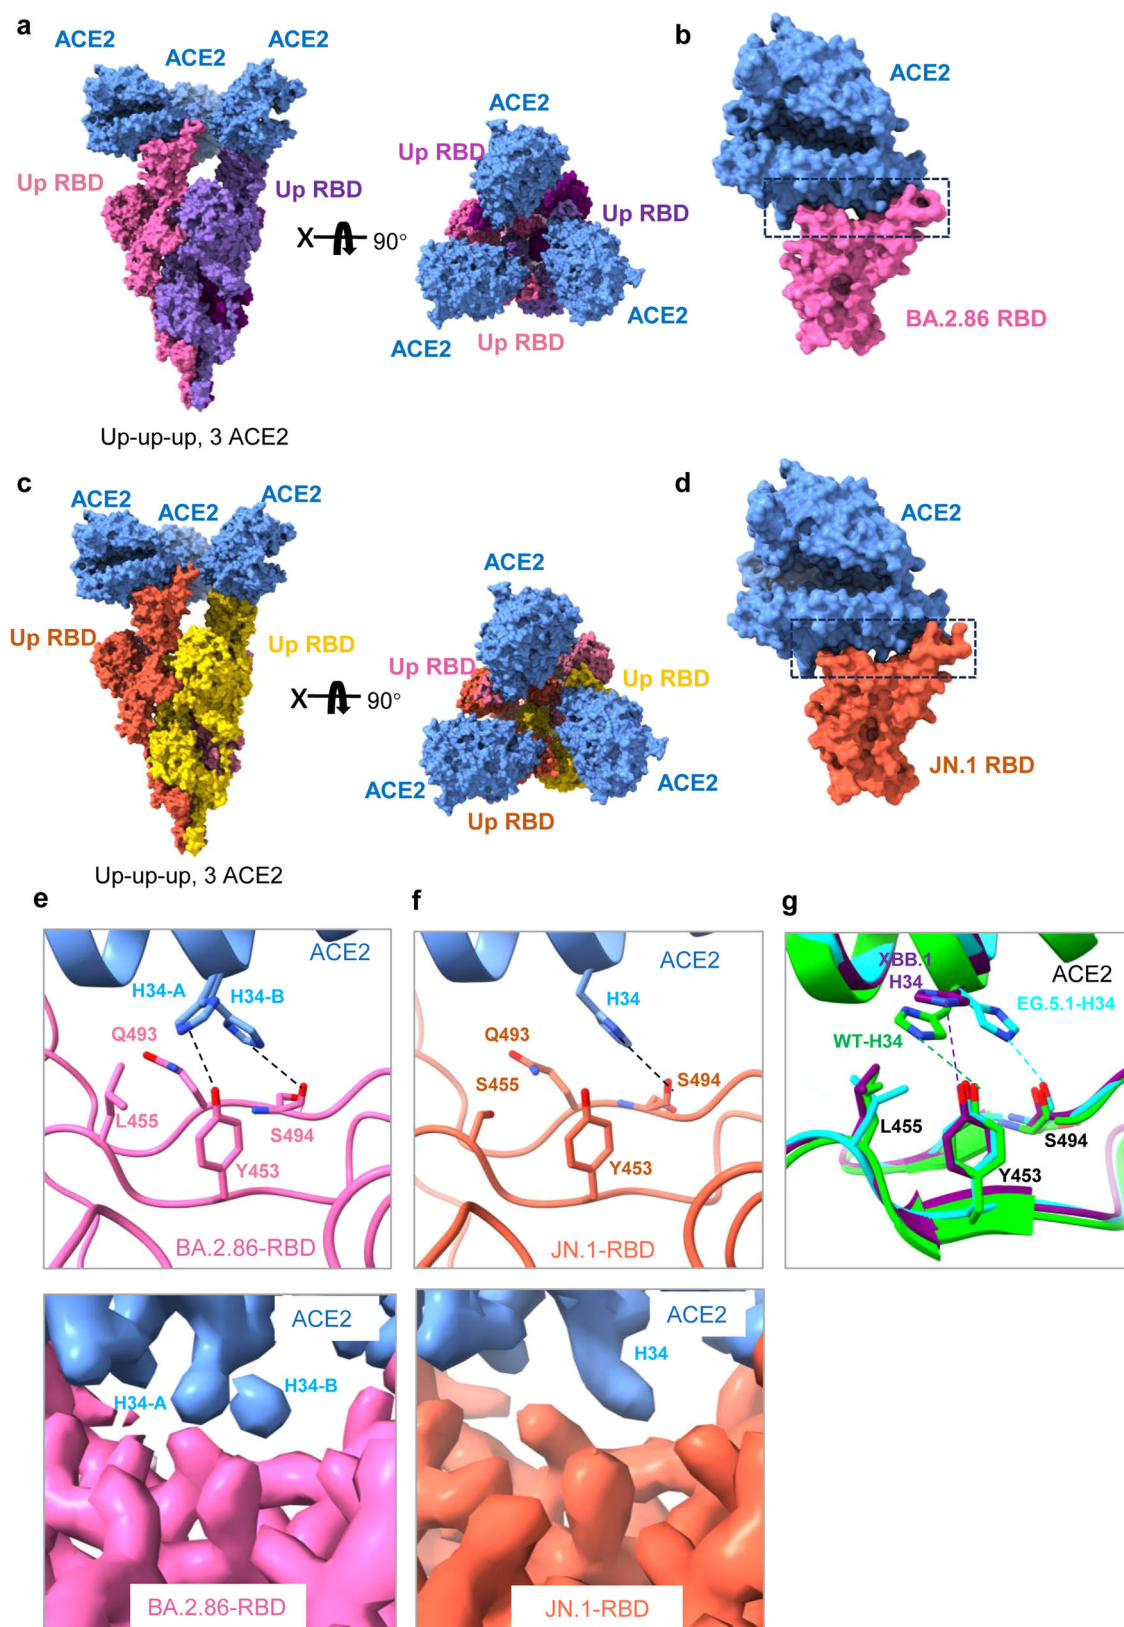 a
ACE2
ACE2
ACE2
Up RBD
Up RBD
X
90°
ACE2
Up RBD
Up RBD
ACE2
ACE2
Up RBD
Up-up-up, 3 ACE2
b
ACE2
BA.2.86 RBD
c
ACE2
ACE2
ACE2
Up RBD
Up RBD
X
90°
ACE2
Up RBD
Up RBD
ACE2
ACE2
Up RBD
Up-up-up, 3 ACE2
d
ACE2
JN.1 RBD
e
ACE2
H34-A
H34-B
Q493
L455
S494
Y453
BA.2.86-RBD
ACE2
H34-A
H34-B
BA.2.86-RBD
f
ACE2
H34
Q493
S455
S494
Y453
JN.1-RBD
ACE2
H34
JN.1-RBD
g
XBB.1
H34
ACE2
EG.5.1-H34
WT-H34
L455
S494
Y453